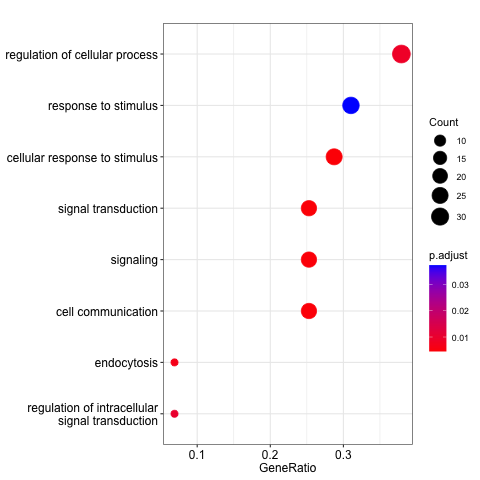 regulation of cellular process
response to stimulus
cellular response to stimulus
signal transduction
signaling
cell communication
endocytosis
regulation of intracellular
signal transduction
0.1
0.2
0.3
GeneRatio
Count
10
15
20
25
30
p.adjust
0.03
0.02
0.01